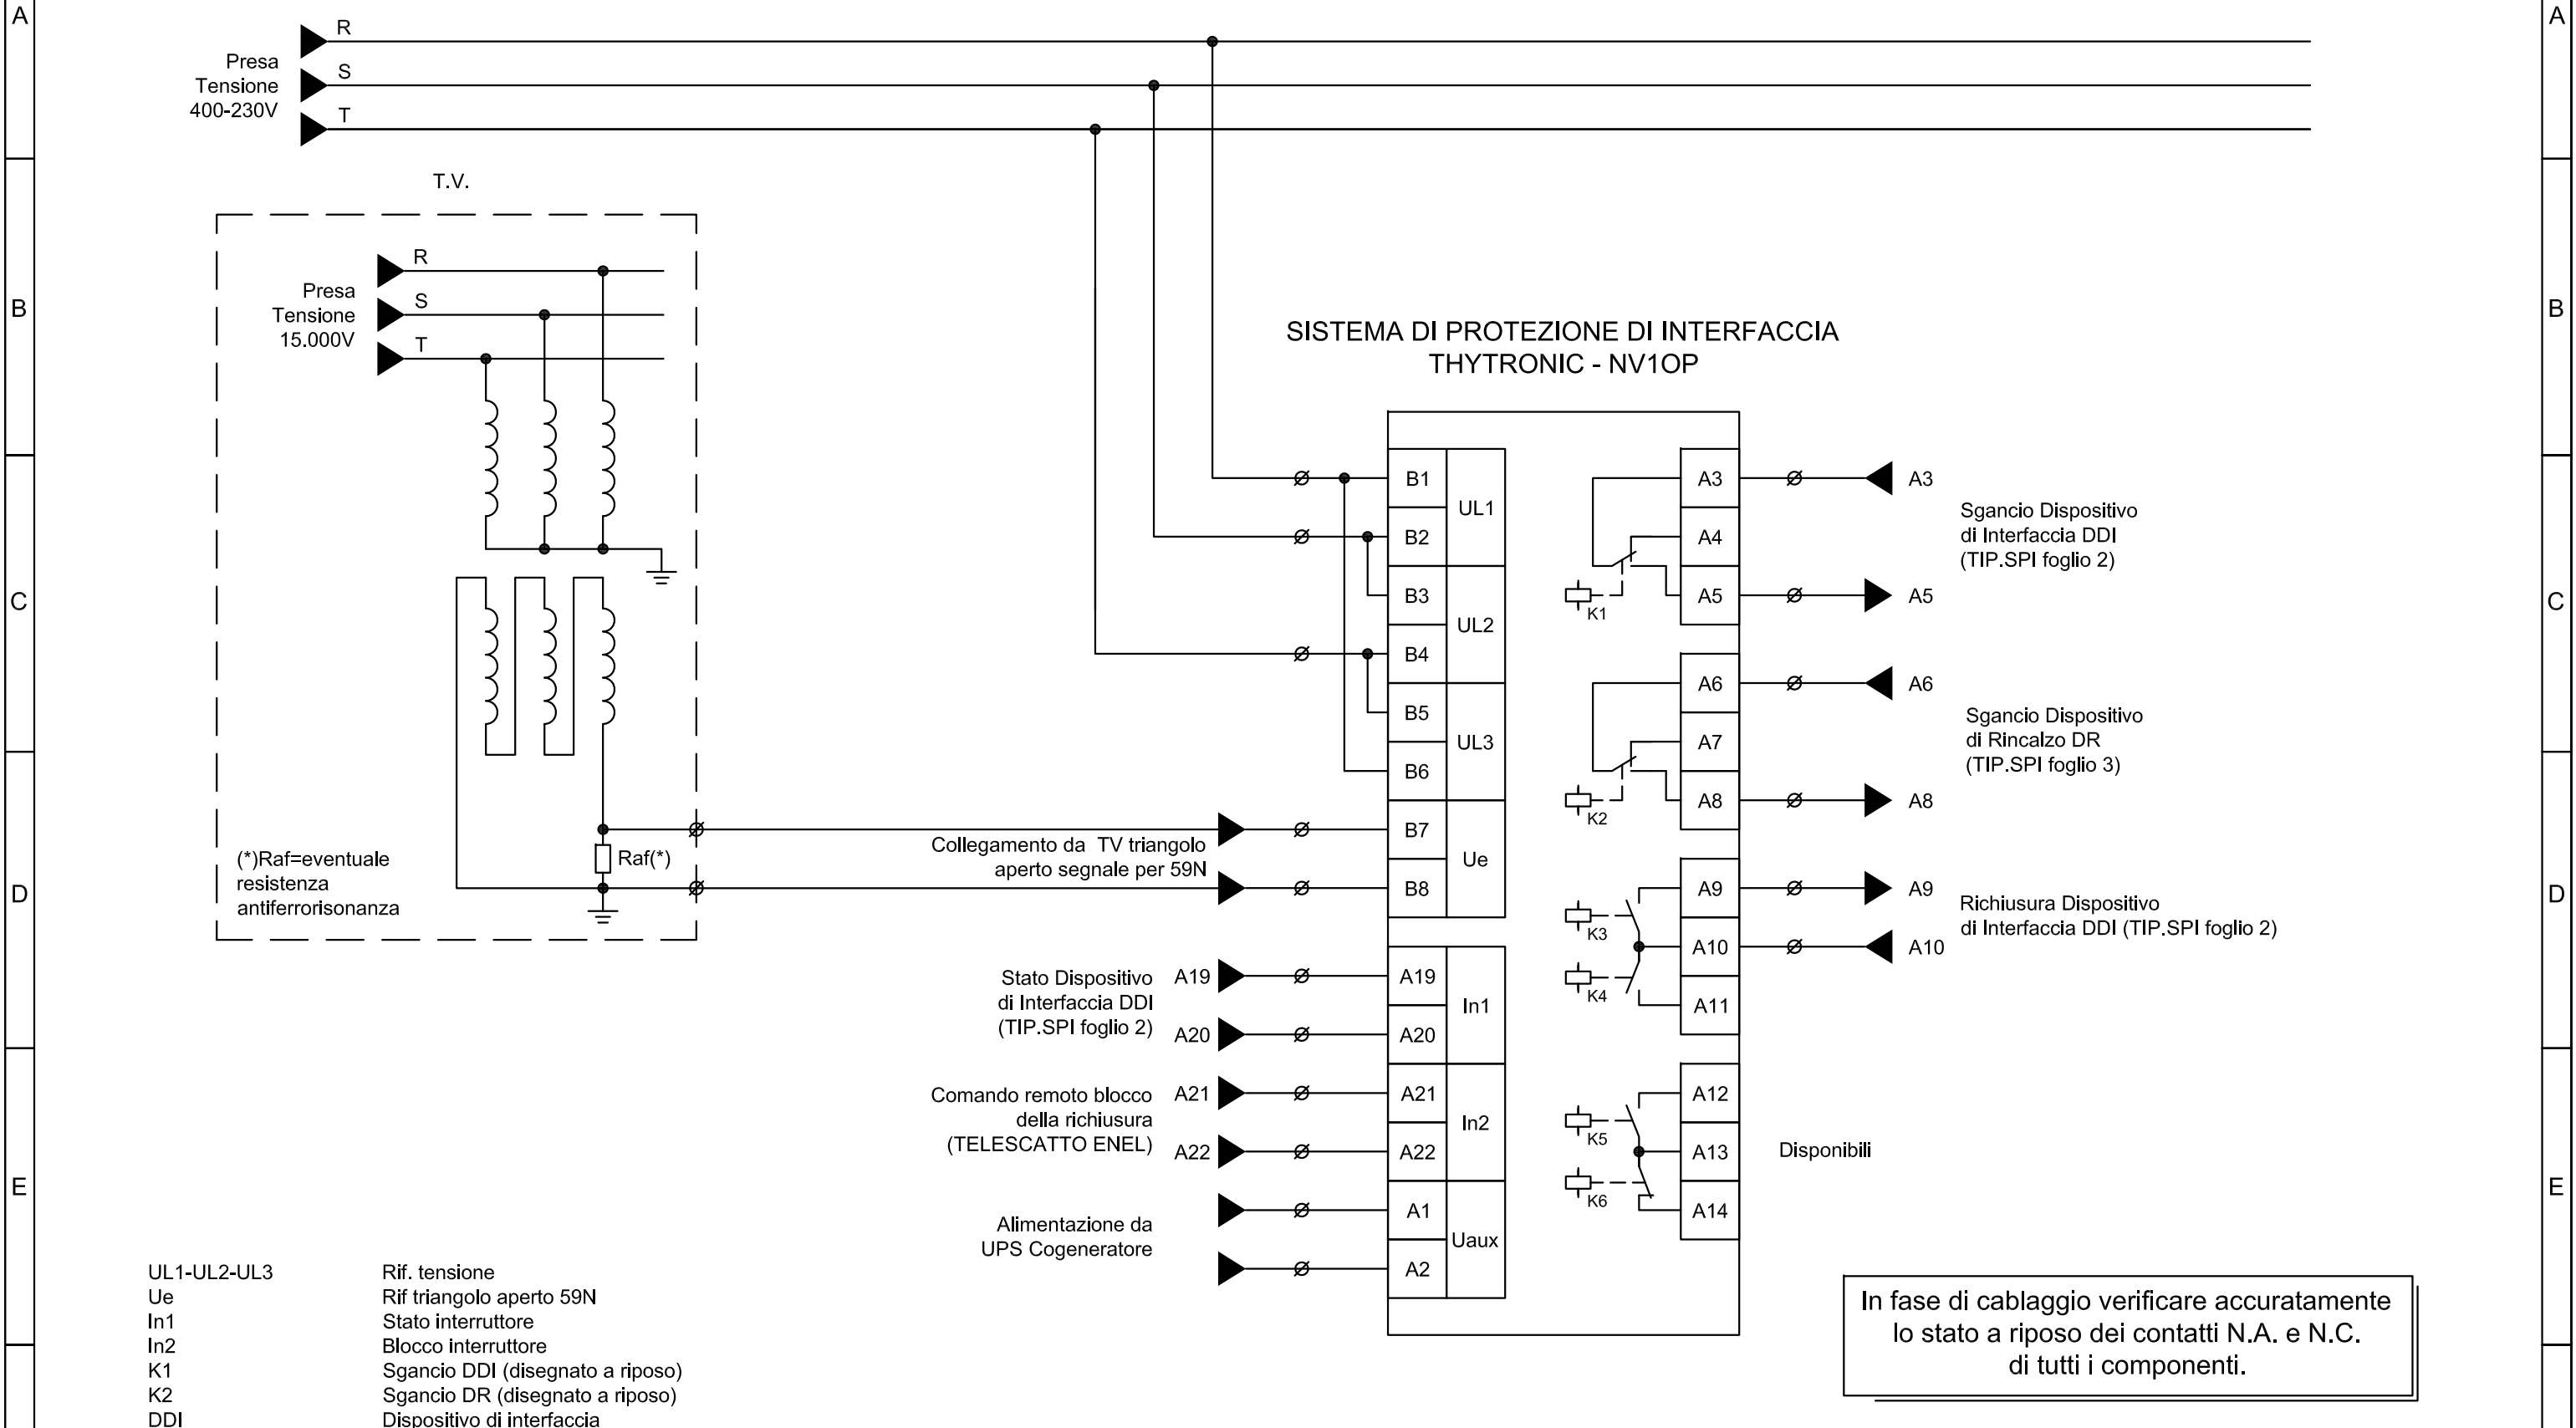 A
A
R
S
T
Presa
Tensione
400-230V
T.V.
R
S
T
Presa
Tensione
15.000V
B
B
SISTEMA DI PROTEZIONE DI INTERFACCIA
THYTRONIC - NV10P
B1
B2
UL1
B3
B4
UL2
B5
B6
UL3
B7
B8
Ue
A3
A4
A5
K1
A3
A5
Sgancio Dispositivo
di Interfaccia DDI
(TIP.SPI foglio 2)
C
C
A6
A7
A8
K2
A6
A8
Sgancio Dispositivo
di Rincalzo DR
(TIP.SPI foglio 3)
(*)Raf=eventuale
resistenza
antiferrorisonanza
Raf(*)
Collegamento da TV triangolo
aperto segnale per 59N
D
D
A9
A10
A11
K3
K4
A9
A10
Richiusura Dispositivo
di Interfaccia DDI (TIP.SPI foglio 2)
Stato Dispositivo
di Interfaccia DDI
(TIP.SPI foglio 2)
A19
A20
A19
A20
In1
Comando remoto blocco
della richiusura
(TELESCATTO ENEL)
A21
A22
A21
A22
In2
A12
A13
A14
K5
K6
Disponibili
E
E
Alimentazione da
UPS Cogeneratore
A1
A2
Uaux
UL1-UL2-UL3 Rif. tensione
Ue Rif triangolo aperto 59N
In1 Stato interruttore
In2 Blocco interruttore
K1 Sgancio DDI (disegnato a riposo)
K2 Sgancio DR (disegnato a riposo)
DDI Dispositivo di interfaccia
In fase di cablaggio verificare accuratamente
lo stato a riposo dei contatti N.A. e N.C.
di tutti i componenti.